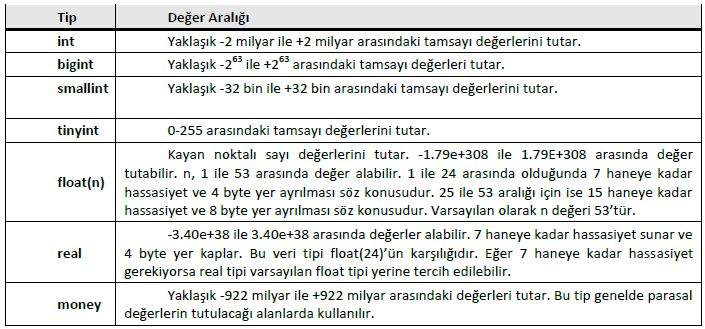 Tip Değer Aralığı
int Yaklaşık -2 milyar ile +2 milyar arasındaki tamsayı değerlerini tutar.
bigint Yaklaşık -2⁶³ ile +2⁶³ arasındaki tamsayı değerleri tutar.
smallint Yaklaşık -32 bin ile +32 bin arasındaki tamsayı değerlerini tutar.
tinyint 0-255 arasındaki tamsayı değerlerini tutar.
Kayan noktalı sayı değerlerini tutar. -1.79e+308 ile 1.79E+308 arasında değer
tutabilir. n, 1 ile 53 arasında değer alabilir. 1 ile 24 arasında olduğunda 7 haneye kadar
float(n) hassasiyet ve 4 byte yer ayrılması söz konusudur. 25 ile 53 aralığı için ise 15 haneye kadar
hassasiyet ve 8 byte yer ayrılması söz konusudur. Varsayılan olarak n değeri 53’tür.
-3.40e+38 ile 3.40e+38 arasında değerler alabilir. 7 haneye kadar hassasiyet sunar ve
real 4 byte yer kaplar. Bu veri tipi float(24)’ün karşılığıdır. Eğer 7 haneye kadar hassasiyet
gerekiyorsa real tipi varsayılan float tipi yerine tercih edilebilir.
money Yaklaşık -922 milyar ile +922 milyar arasındaki değerleri tutar. Bu tip genelde parasal
değerlerin tutulacağı alanlarda kullanılır.